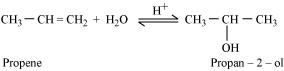 CH₃ – CH = CH₂ + H₂O ⇌ H⁺ CH₃ – CH – CH₃
OH
Propene Propan – 2 – ol